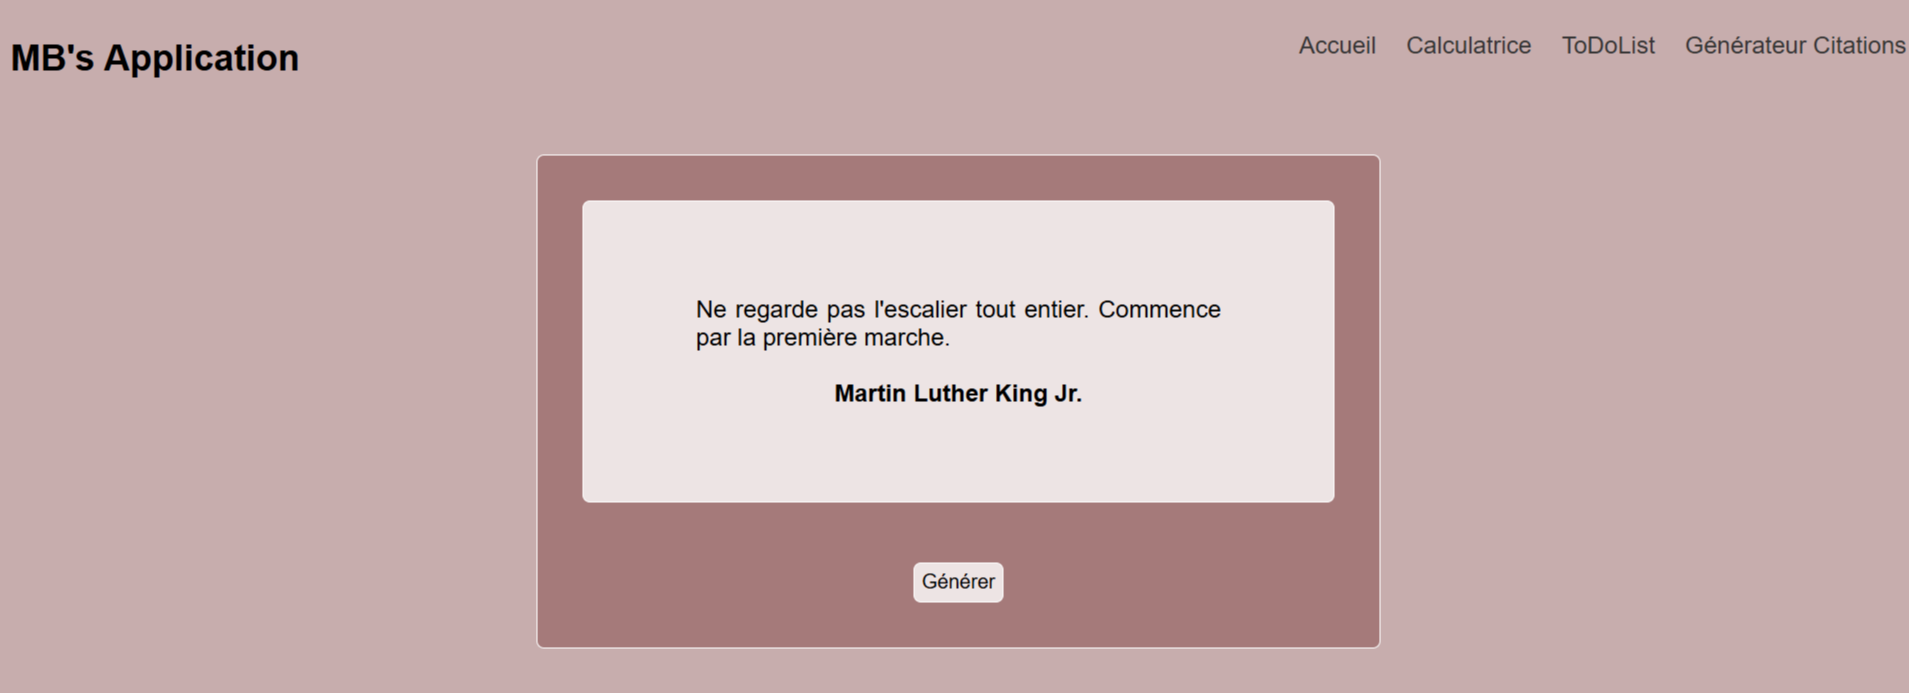 MB's Application
Accueil Calculatrice ToDoList Générateur Citations
Ne regarde pas l'escalier tout entier. Commence
par la première marche.
Martin Luther King Jr.
Générer